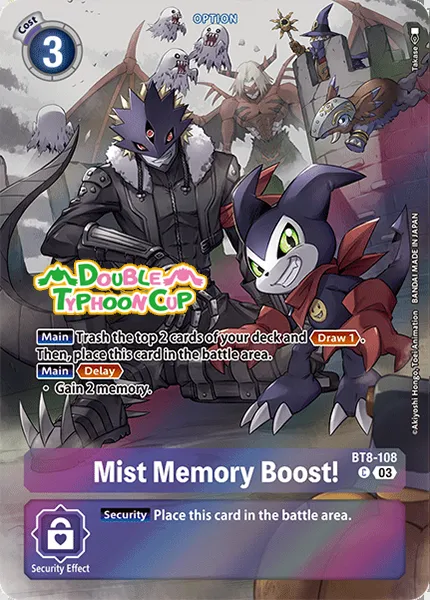 OPTION
Cost
3
Takase
DOUBLE
TYPHOON CUP
Main Trash the top 2 cards of your deck and Draw 1.
Then, place this card in the battle area.
Main Delay
• Gain 2 memory.
©Akiyoshi Hongo, Toei Animation BANDAI MADE IN JAPAN
BT8-108
Mist Memory Boost!
C 03
Security Place this card in the battle area.
Security Effect